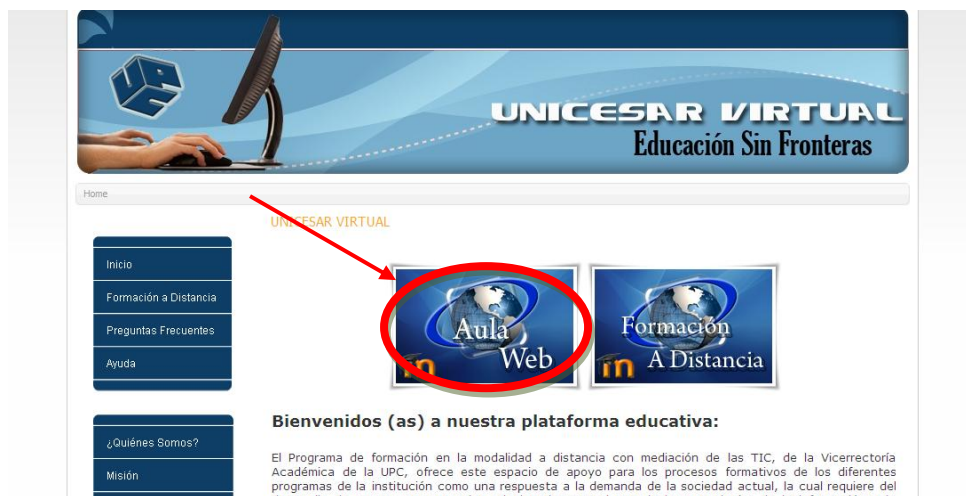 UPC
UNICESAR VIRTUAL
Educación Sin Fronteras
Home
UNICESAR VIRTUAL
Inicio
Formación a Distancia
Preguntas Frecuentes
Ayuda
¿Quiénes Somos?
Misión
Aula
Web
Formación
A Distancia
Bienvenidos (as) a nuestra plataforma educativa:
El Programa de formación en la modalidad a distancia con mediación de las TIC, de la Vicerrectoría
Académica de la UPC, ofrece este espacio de apoyo para los procesos formativos de los diferentes
programas de la institución como una respuesta a la demanda de la sociedad actual, la cual requiere del